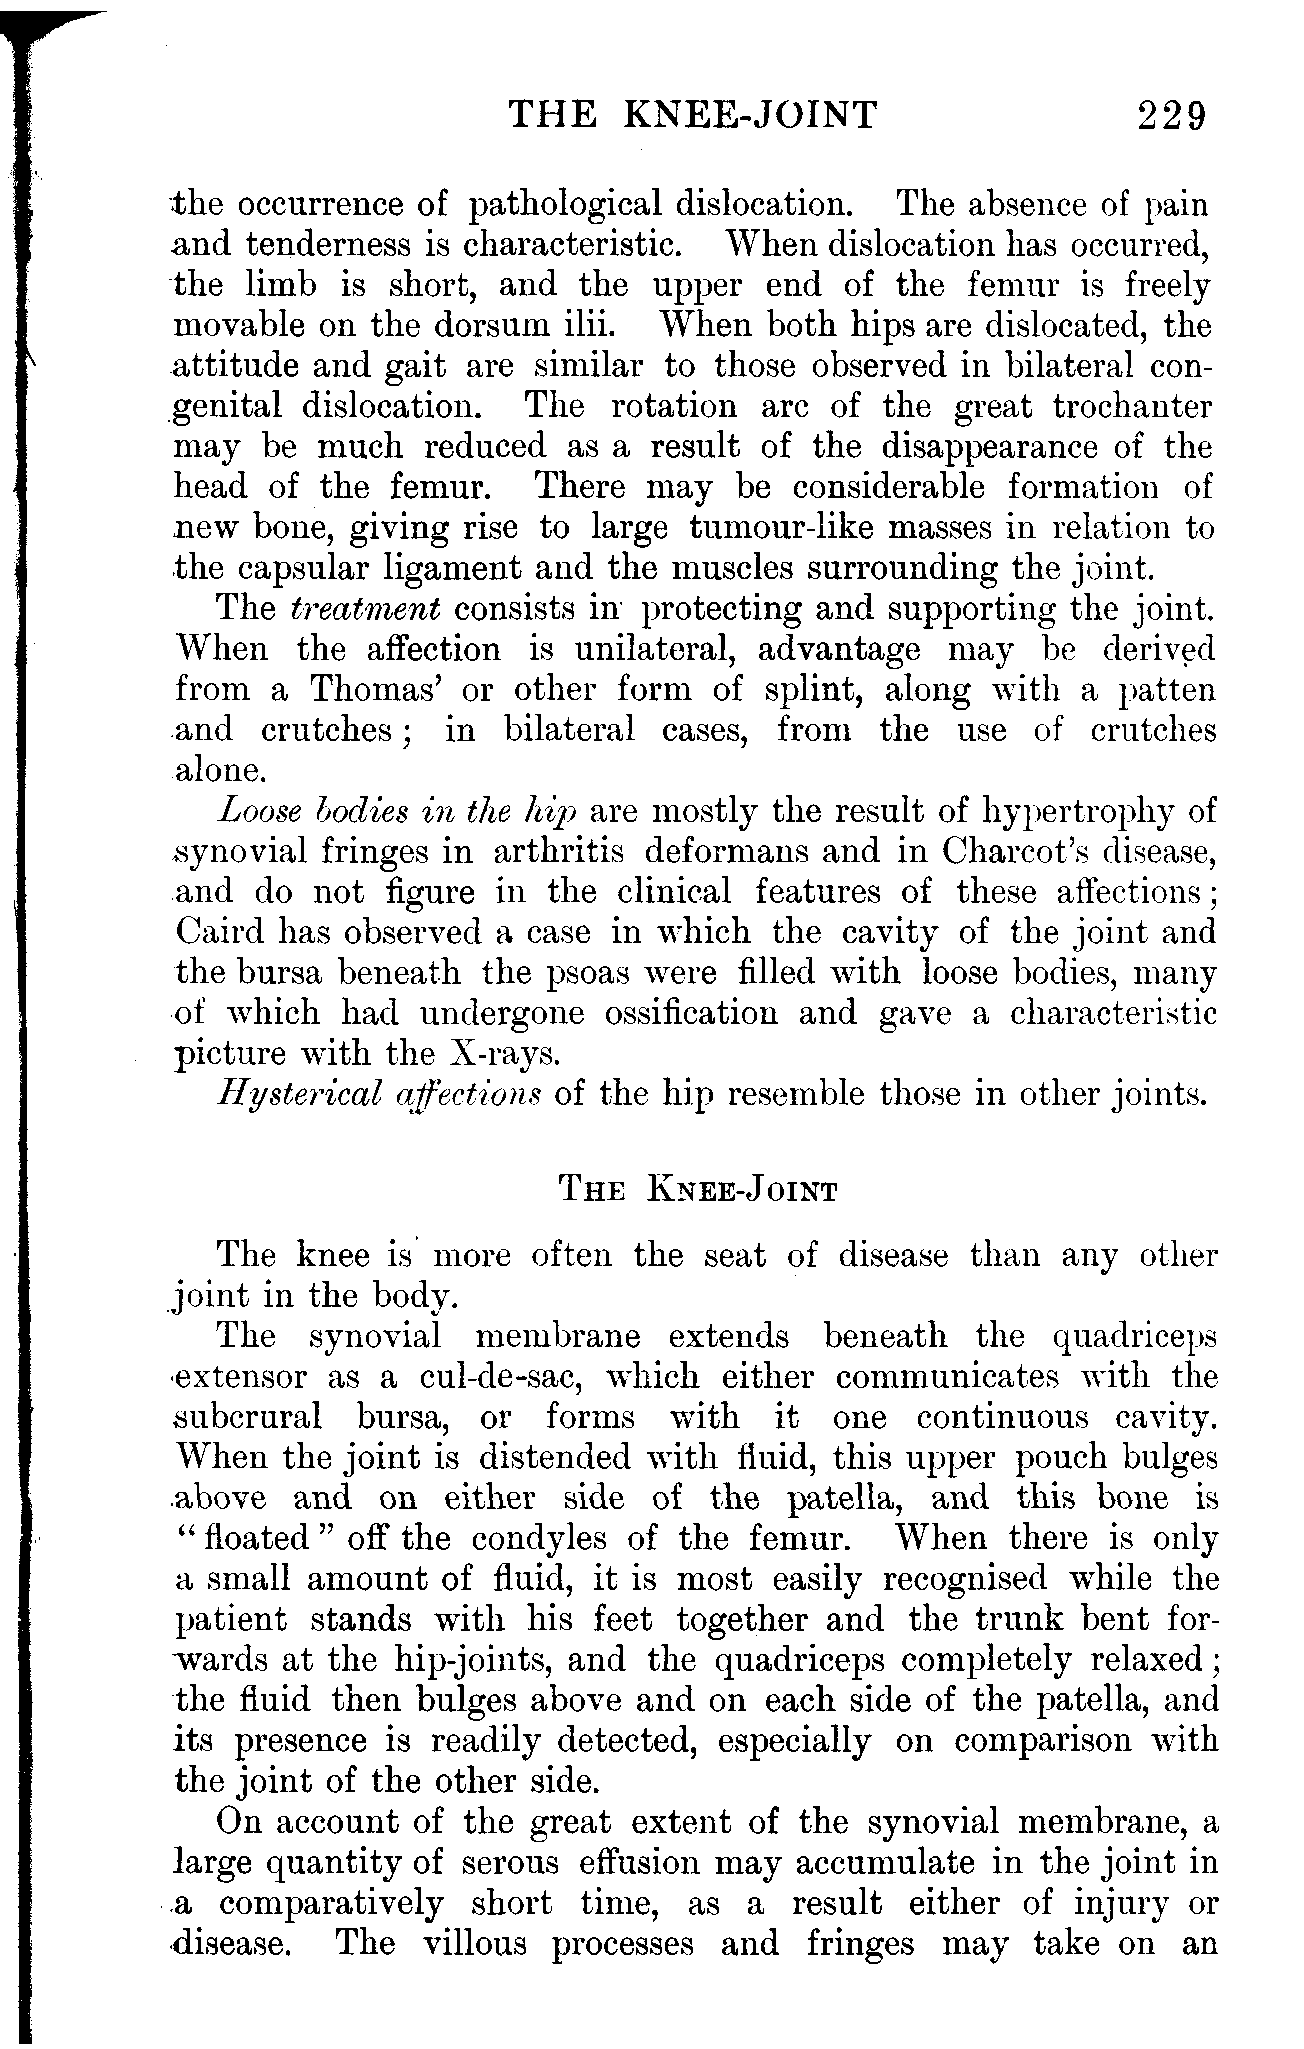 THE KNEE-JOINT 229
the occurrence of pathological dislocation. The absence of pain
and tenderness is characteristic. When dislocation has occurred,
the limb is short, and the upper end of the femur is freely
movable on the dorsum ilii. When both hips are dislocated, the
attitude and gait are similar to those observed in bilateral con-
genital dislocation. The rotation arc of the great trochanter
may be much reduced as a result of the disappearance of the
head of the femur. There may be considerable formation of
new bone, giving rise to large tumour-like masses in relation to
the capsular ligament and the muscles surrounding the joint.
The treatment consists in protecting and supporting the joint.
When the affection is unilateral, advantage may be derived
from a Thomas' or other form of splint, along with a patten
and crutches; in bilateral cases, from the use of crutches
alone.
Loose bodies in the hip are mostly the result of hypertrophy of
synovial fringes in arthritis deformans and in Charcot's disease,
and do not figure in the clinical features of these affections;
Caird has observed a case in which the cavity of the joint and
the bursa beneath the psoas were filled with loose bodies, many
of which had undergone ossification and gave a characteristic
picture with the X-rays.
Hysterical affections of the hip resemble those in other joints.
THE KNEE-JOINT
The knee is more often the seat of disease than any other
joint in the body.
The synovial membrane extends beneath the quadriceps
extensor as a cul-de-sac, which either communicates with the
subcrural bursa, or forms with it one continuous cavity.
When the joint is distended with fluid, this upper pouch bulges
above and on either side of the patella, and this bone is
"floated" off the condyles of the femur. When there is only
a small amount of fluid, it is most easily recognised while the
patient stands with his feet together and the trunk bent for-
wards at the hip-joints, and the quadriceps completely relaxed;
the fluid then bulges above and on each side of the patella, and
its presence is readily detected, especially on comparison with
the joint of the other side.
On account of the great extent of the synovial membrane, a
large quantity of serous effusion may accumulate in the joint in
a comparatively short time, as a result either of injury or
disease. The villous processes and fringes may take on an